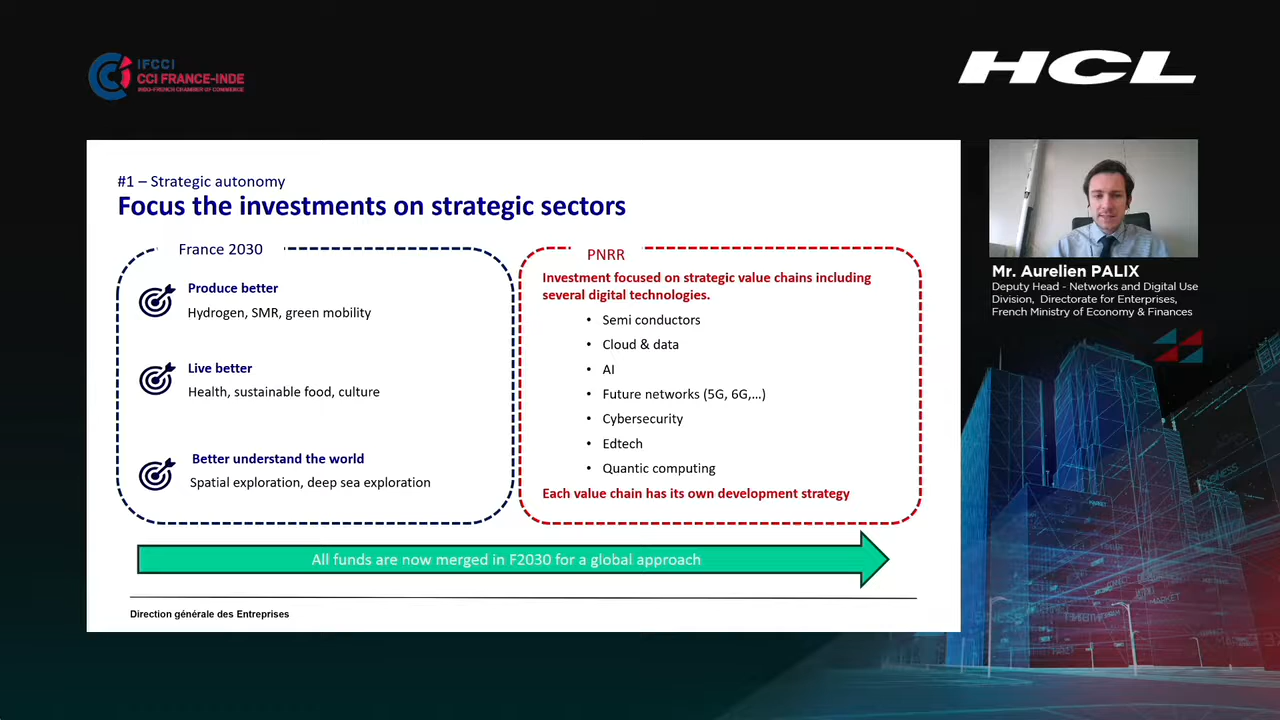 IFCCI
CCI FRANCE-INDE
INDO-FRENCH CHAMBER OF COMMERCE
HCL
#1 – Strategic autonomy
Focus the investments on strategic sectors
France 2030
Produce better
Hydrogen, SMR, green mobility
Live better
Health, sustainable food, culture
Better understand the world
Spatial exploration, deep sea exploration
PNRR
Investment focused on strategic value chains including
several digital technologies.
• Semi conductors
• Cloud & data
• AI
• Future networks (5G, 6G,...)
• Cybersecurity
• Edtech
• Quantic computing
Each value chain has its own development strategy
All funds are now merged in F2030 for a global approach
Direction générale des Entreprises
Mr. Aurelien PALIX
Deputy Head - Networks and Digital Use
Division, Directorate for Enterprises,
French Ministry of Economy & Finances
MARKET